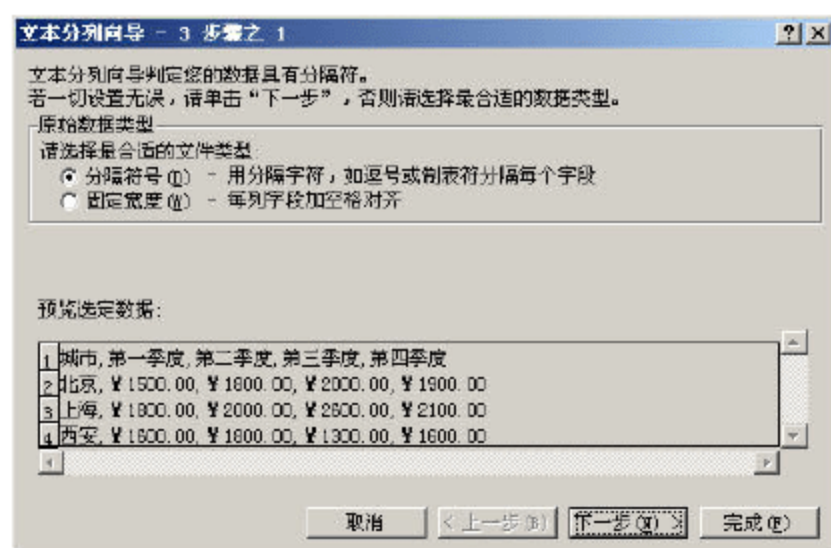 文本分列向导 - 3 步骤之 1
文本分列向导判定您的数据具有分隔符。
若一切设置无误，请单击“下一步”，否则请选择最合适的数据类型。
原始数据类型
请选择最合适的文件类型
分隔符号(D) - 用分隔字符，如逗号或制表符分隔每个字段
固定宽度(W) - 每列字段加空格对齐
预览选定数据：
1 城市, 第一季度, 第二季度, 第三季度, 第四季度
2 北京, ￥1500.00, ￥1800.00, ￥2000.00, ￥1900.00
3 上海, ￥1800.00, ￥2000.00, ￥2600.00, ￥2100.00
4 西安, ￥1600.00, ￥1800.00, ￥1300.00, ￥1600.00
取消 <上一步(B) 下一步(N)> 完成(F)